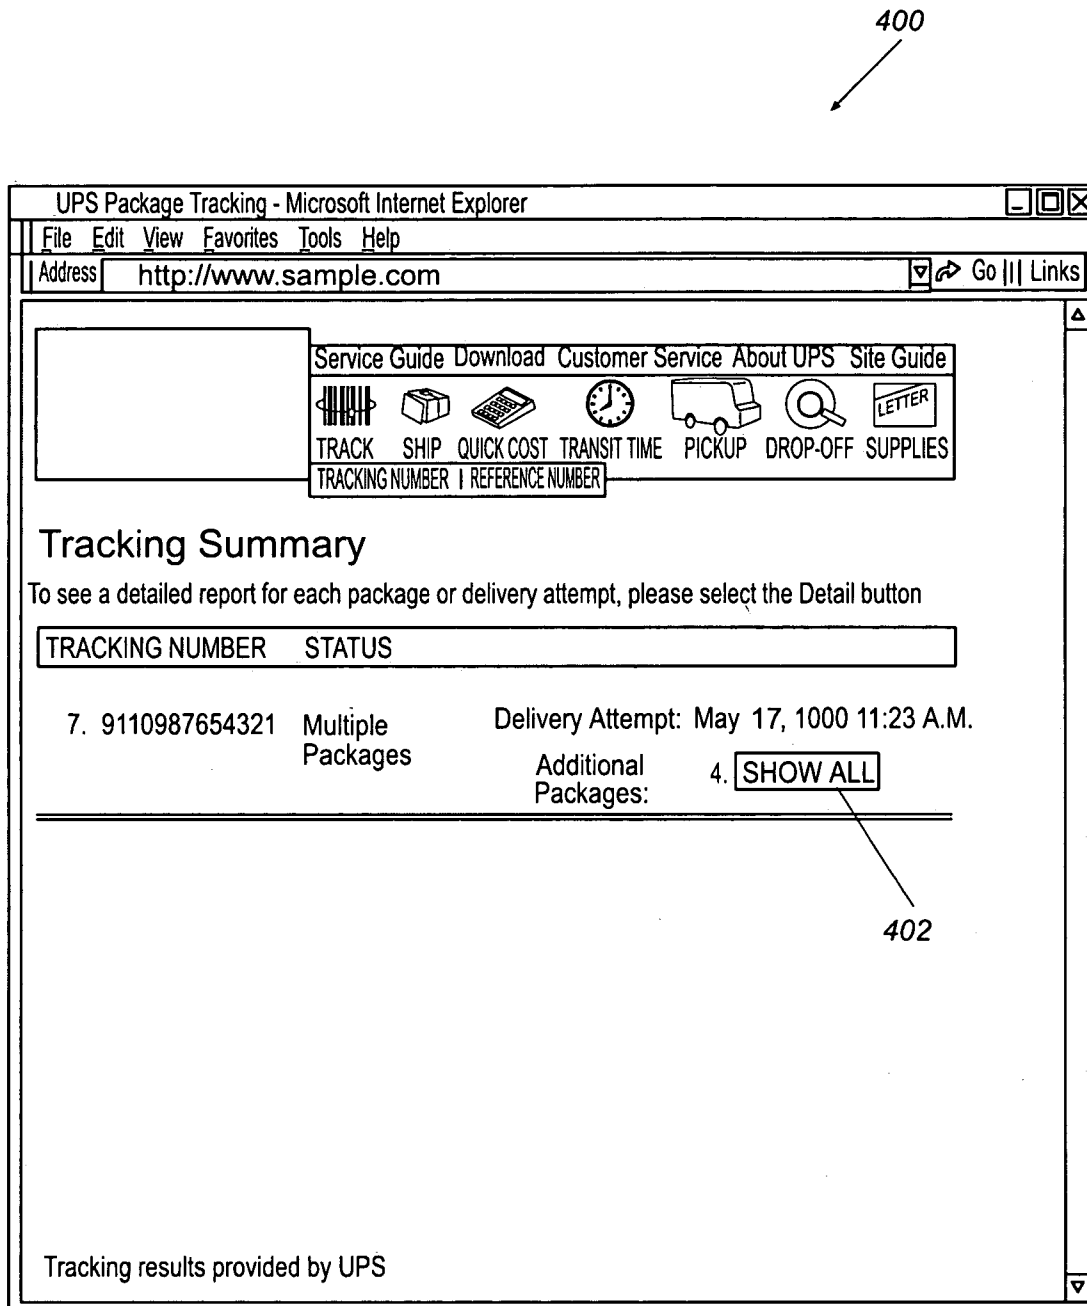 400
UPS Package Tracking - Microsoft Internet Explorer
File Edit View Favorites Tools Help
Address http://www.sample.com Go Links
Service Guide Download Customer Service About UPS Site Guide
LETTER
TRACK SHIP QUICK COST TRANSIT TIME PICKUP DROP-OFF SUPPLIES
TRACKING NUMBER | REFERENCE NUMBER
Tracking Summary
To see a detailed report for each package or delivery attempt, please select the Detail button
TRACKING NUMBER STATUS
7. 9110987654321 Multiple Packages Delivery Attempt: May 17, 1000 11:23 A.M.
Additional Packages: 4. SHOW ALL
402
Tracking results provided by UPS